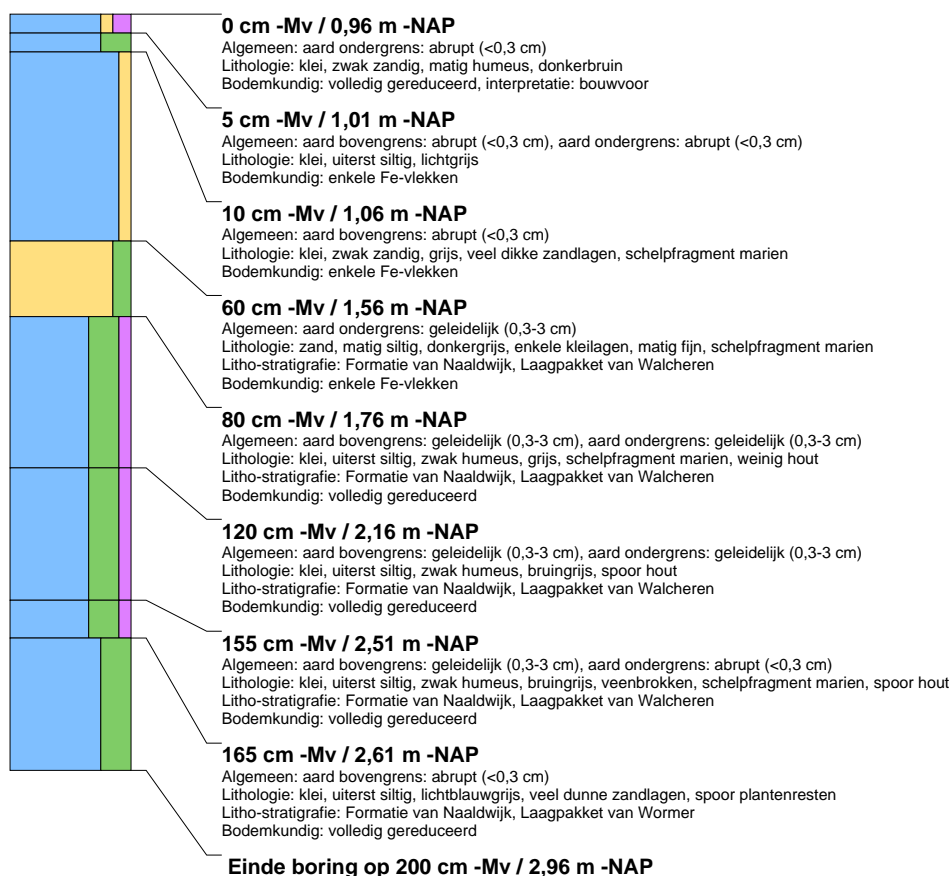 0 cm -Mv / 0,96 m -NAP
Algemeen: aard ondergrens: abrupt (<0,3 cm)
Lithologie: klei, zwak zandig, matig humeus, donkerbruin
Bodemkundig: volledig gereduceerd, interpretatie: bouwvoor
5 cm -Mv / 1,01 m -NAP
Algemeen: aard bovengrens: abrupt (<0,3 cm), aard ondergrens: abrupt (<0,3 cm)
Lithologie: klei, uiterst siltig, lichtgrijs
Bodemkundig: enkele Fe-vlekken
10 cm -Mv / 1,06 m -NAP
Algemeen: aard bovengrens: abrupt (<0,3 cm)
Lithologie: klei, zwak zandig, grijs, veel dikke zandlagen, schelpfragment marien
Bodemkundig: enkele Fe-vlekken
60 cm -Mv / 1,56 m -NAP
Algemeen: aard ondergrens: geleidelijk (0,3-3 cm)
Lithologie: zand, matig siltig, donkergrijs, enkele kleilagen, matig fijn, schelpfragment marien
Litho-stratigrafie: Formatie van Naaldwijk, Laagpakket van Walcheren
Bodemkundig: enkele Fe-vlekken
80 cm -Mv / 1,76 m -NAP
Algemeen: aard bovengrens: geleidelijk (0,3-3 cm), aard ondergrens: geleidelijk (0,3-3 cm)
Lithologie: klei, uiterst siltig, zwak humeus, grijs, schelpfragment marien, weinig hout
Litho-stratigrafie: Formatie van Naaldwijk, Laagpakket van Walcheren
Bodemkundig: volledig gereduceerd
120 cm -Mv / 2,16 m -NAP
Algemeen: aard bovengrens: geleidelijk (0,3-3 cm), aard ondergrens: geleidelijk (0,3-3 cm)
Lithologie: klei, uiterst siltig, zwak humeus, bruingrijs, spoor hout
Litho-stratigrafie: Formatie van Naaldwijk, Laagpakket van Walcheren
Bodemkundig: volledig gereduceerd
155 cm -Mv / 2,51 m -NAP
Algemeen: aard bovengrens: geleidelijk (0,3-3 cm), aard ondergrens: abrupt (<0,3 cm)
Lithologie: klei, uiterst siltig, zwak humeus, bruingrijs, veenbrokken, schelpfragment marien, spoor hout
Litho-stratigrafie: Formatie van Naaldwijk, Laagpakket van Walcheren
Bodemkundig: volledig gereduceerd
165 cm -Mv / 2,61 m -NAP
Algemeen: aard bovengrens: abrupt (<0,3 cm)
Lithologie: klei, uiterst siltig, lichtblauwgrijs, veel dunne zandlagen, spoor plantenresten
Litho-stratigrafie: Formatie van Naaldwijk, Laagpakket van Wormer
Bodemkundig: volledig gereduceerd
Einde boring op 200 cm -Mv / 2,96 m -NAP